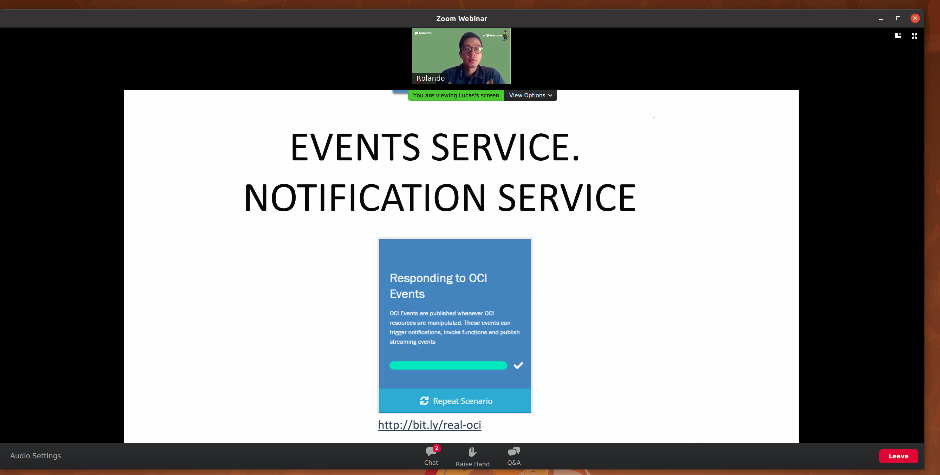 Zoom Webinar
Rolando
You are viewing Lucas's screen
View Options
EVENTS SERVICE.
NOTIFICATION SERVICE
Responding to OCI
Events
OCI Events are published whenever OCI
resources are manipulated. These events can
trigger notifications, invoke functions and publish
streaming events
Repeat Scenario
http://bit.ly/real-oci
Audio Settings
2
Chat
Raise Hand
Q&A
Leave